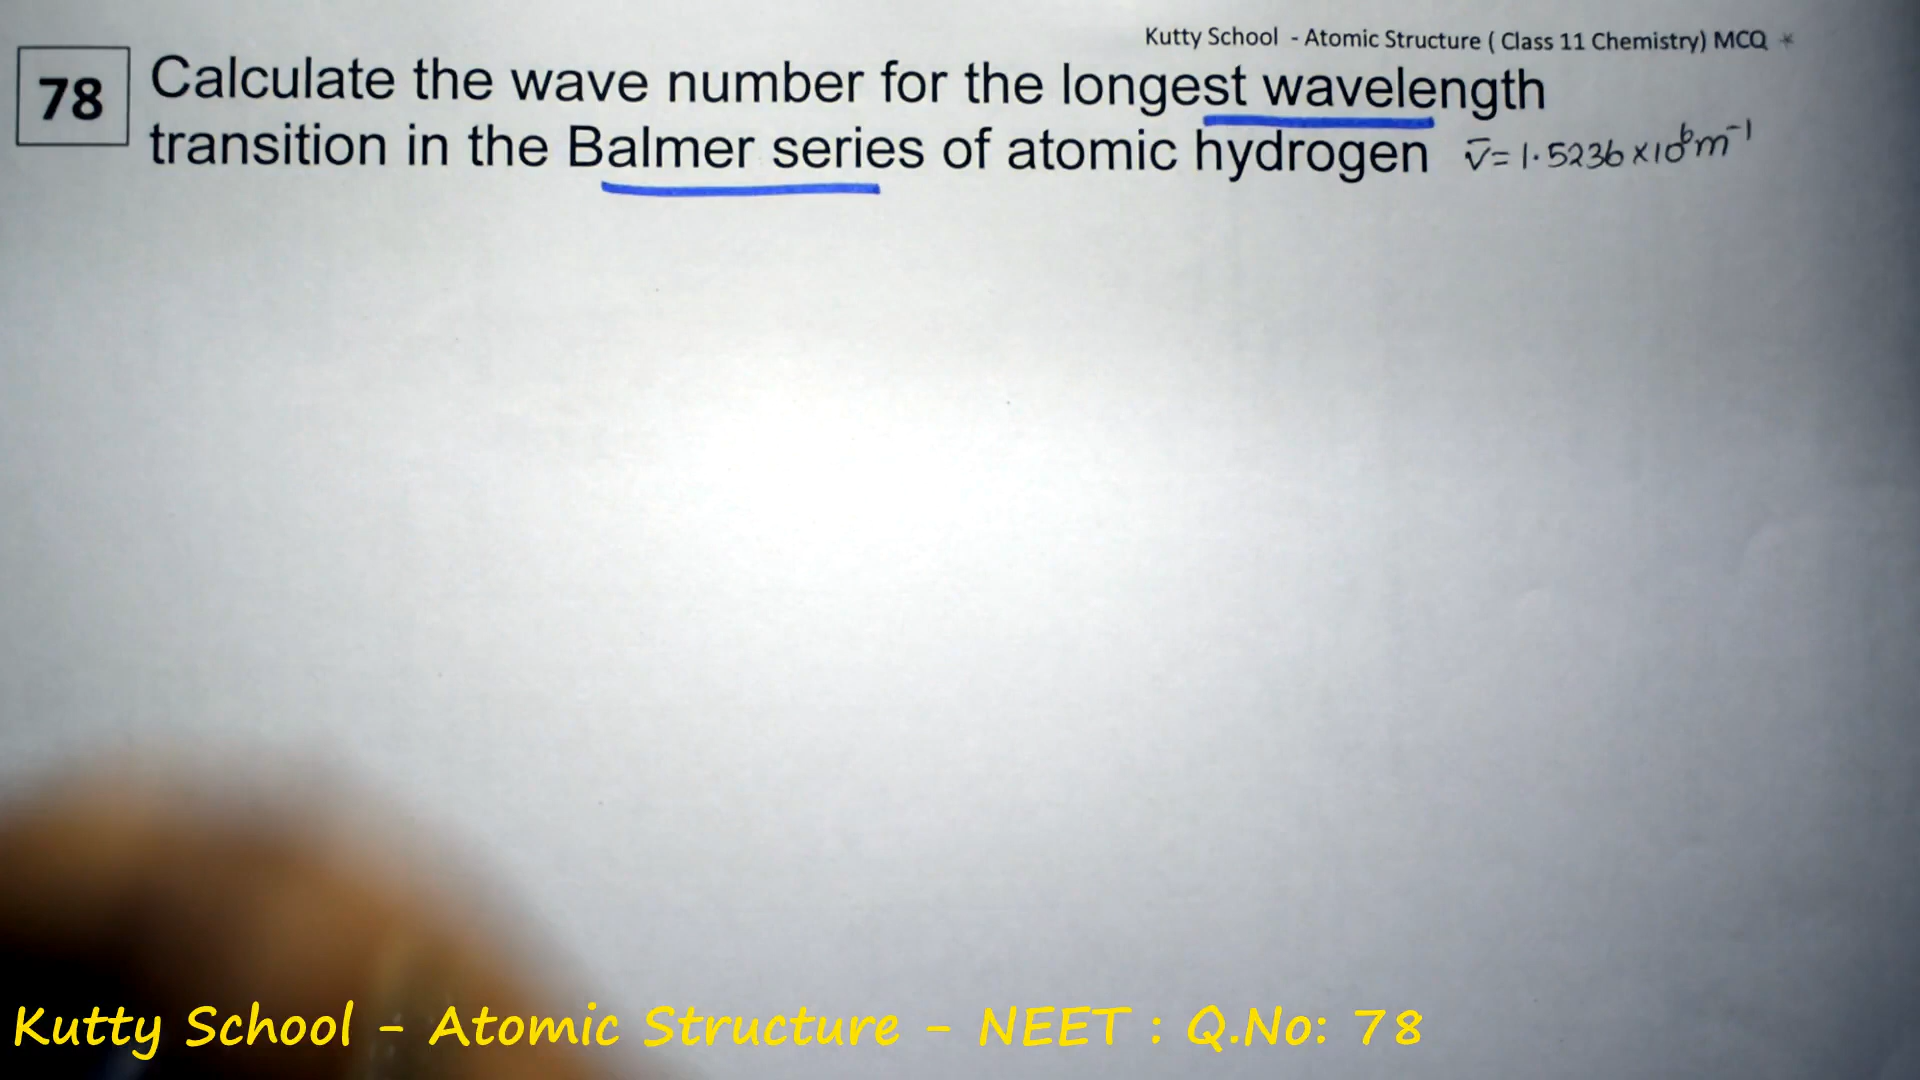 Kutty School - Atomic Structure ( Class 11 Chemistry) MCQ *
78
Calculate the wave number for the longest wavelength
transition in the Balmer series of atomic hydrogen v̄= 1.5236 x10⁶m⁻¹
Kutty School - Atomic Structure - NEET : Q.No: 78